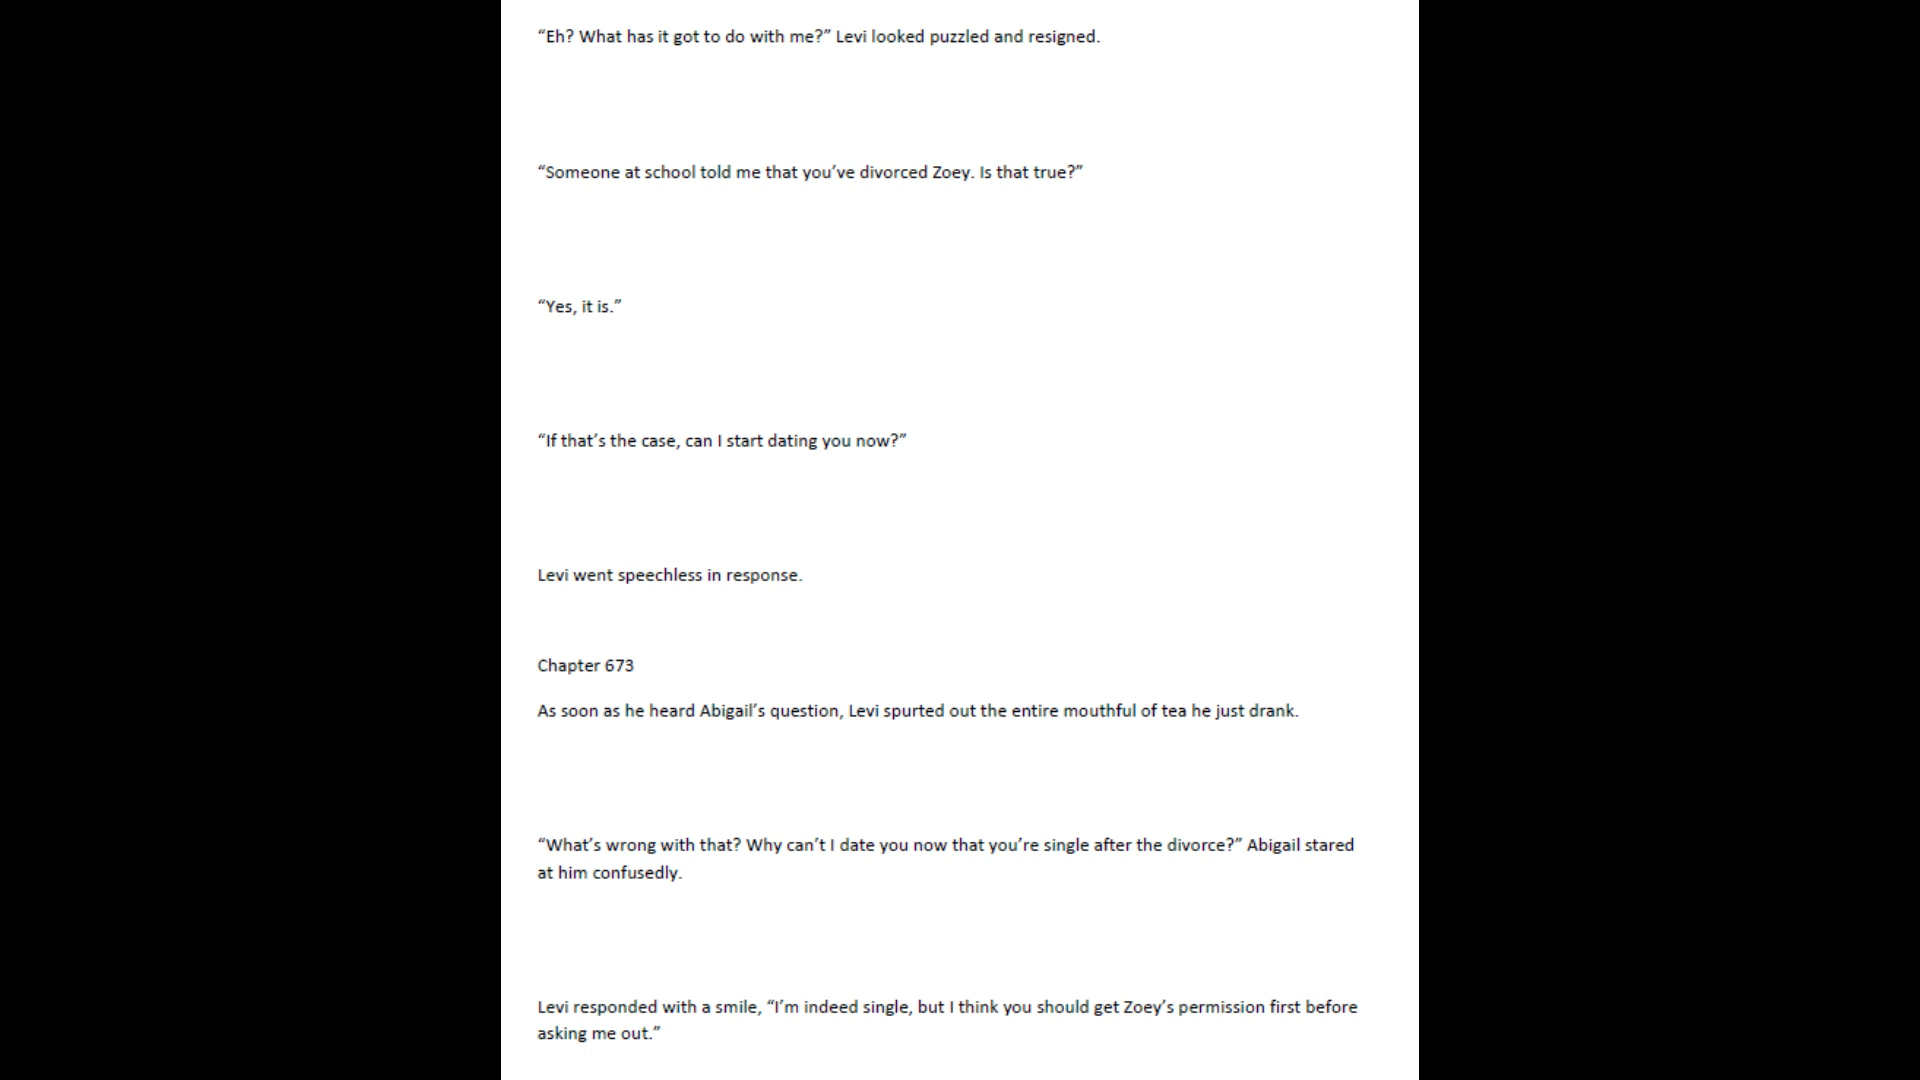 “Eh? What has it got to do with me?” Levi looked puzzled and resigned.
“Someone at school told me that you’ve divorced Zoey. Is that true?”
“Yes, it is.”
“If that’s the case, can I start dating you now?”
Levi went speechless in response.
Chapter 673
As soon as he heard Abigail’s question, Levi spurted out the entire mouthful of tea he just drank.
“What’s wrong with that? Why can’t I date you now that you’re single after the divorce?” Abigail stared
at him confusedly.
Levi responded with a smile, “I’m indeed single, but I think you should get Zoey’s permission first before
asking me out.”